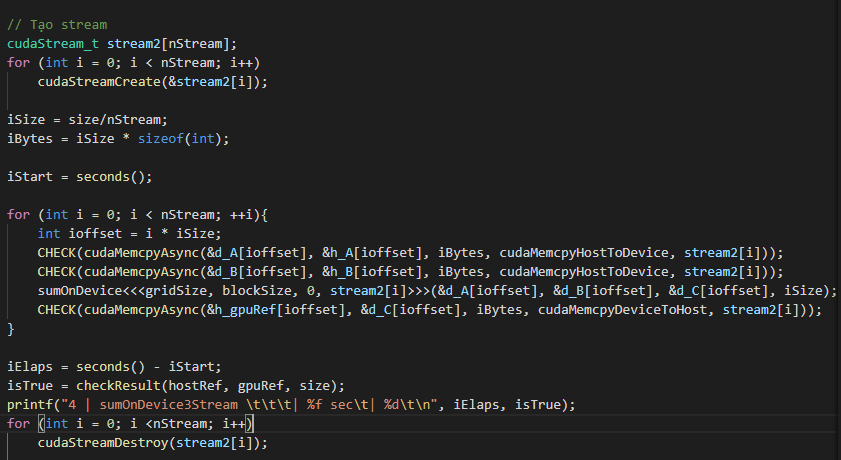 // Tạo stream
cudaStream_t stream2[nStream];
for (int i = 0; i < nStream; i++)
    cudaStreamCreate(&stream2[i]);
iSize = size/nStream;
iBytes = iSize * sizeof(int);
iStart = seconds();
for (int i = 0; i < nStream; ++i){
    int ioffset = i * iSize;
    CHECK(cudaMemcpyAsync(&d_A[ioffset], &h_A[ioffset], iBytes, cudaMemcpyHostToDevice, stream2[i]));
    CHECK(cudaMemcpyAsync(&d_B[ioffset], &h_B[ioffset], iBytes, cudaMemcpyHostToDevice, stream2[i]));
    sumOnDevice<<<gridSize, blockSize, 0, stream2[i]>>>(&d_A[ioffset], &d_B[ioffset], &d_C[ioffset], iSize);
    CHECK(cudaMemcpyAsync(&h_gpuRef[ioffset], &d_C[ioffset], iBytes, cudaMemcpyDeviceToHost, stream2[i]));
}
iElaps = seconds() - iStart;
isTrue = checkResult(hostRef, gpuRef, size);
printf("4 | sumOnDevice3Stream \t\t\t| %f sec\t| %d\t\n", iElaps, isTrue);
for (int i = 0; i <nStream; i++)
    cudaStreamDestroy(stream2[i]);